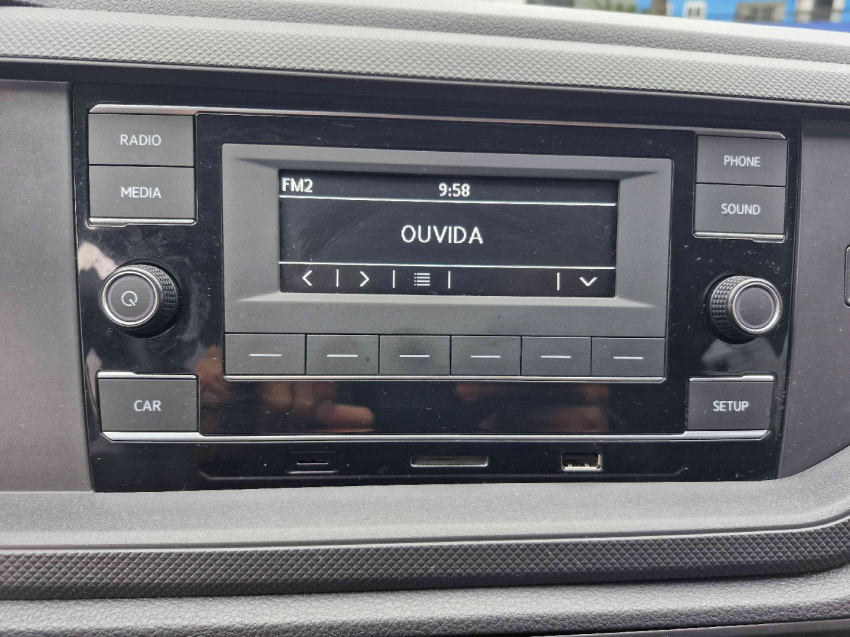 RADIO
MEDIA
PHONE
SOUND
FM2 9:58
OUVIDA
CAR
SETUP